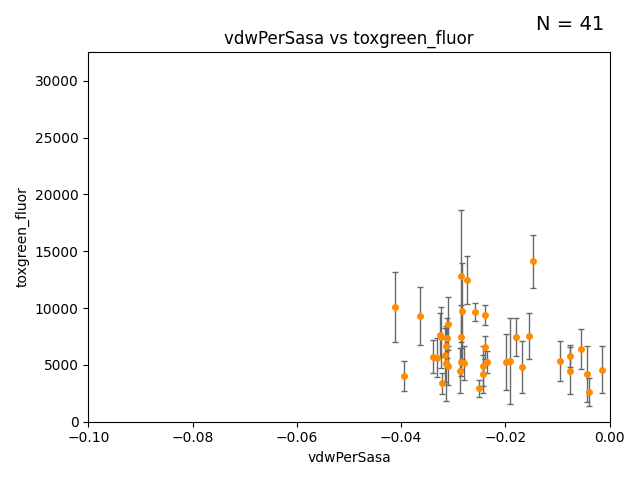 N = 41
vdwPerSasa vs toxgreen_fluor
30000
25000
20000
15000
10000
5000
0
toxgreen_fluor
−0.10 −0.08 −0.06 −0.04 −0.02 0.00
vdwPerSasa